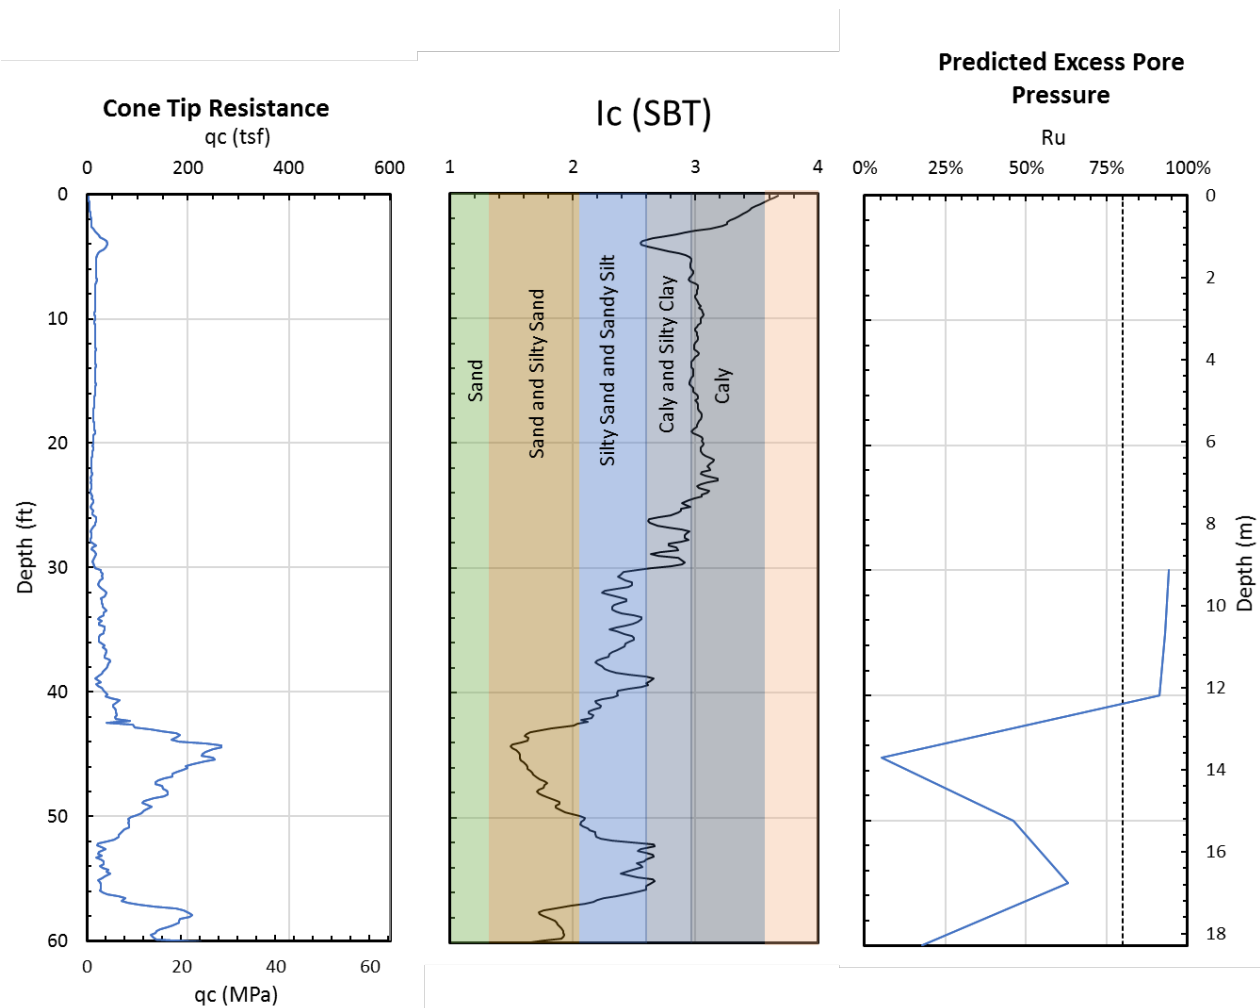 Cone Tip Resistance
qc (tsf)
0 200 400 600
0
10
20
30
40
50
60
Depth (ft)
0 20 40 60
qc (MPa)
Ic (SBT)
1 2 3 4
Sand
Sand and Silty Sand
Silty Sand and Sandy Silt
Caly and Silty Clay
Caly
Predicted Excess Pore
Pressure
Ru
0% 25% 50% 75% 100%
0
2
4
6
8
10
12
14
16
18
Depth (m)